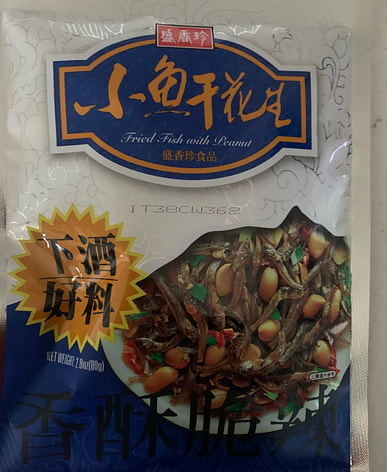 盛香珍
小魚干花生
Fried Fish with Peanut
盛香珍食品
IT38CW368
下酒
好料
NET WEIGHT: 2.8oz(80g)
香酥脆辣